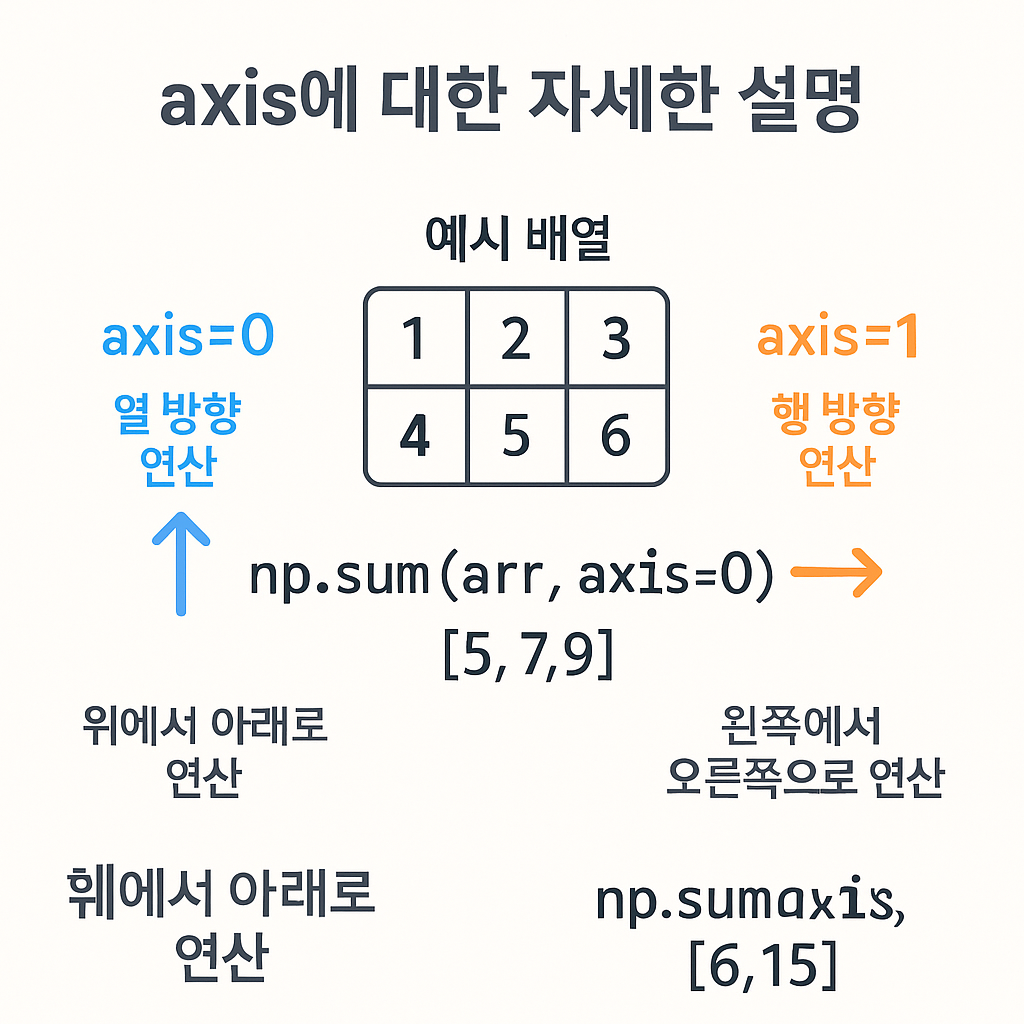 axis에 대한 자세한 설명
예시 배열
axis=0
열 방향
연산
1 2 3
4 5 6
axis=1
행 방향
연산
np.sum(arr, axis=0)
[5, 7,9]
위에서 아래로
연산
왼쪽에서
오른쪽으로 연산
훼에서 아래로
연산
np.sumaxis,
[6,15]